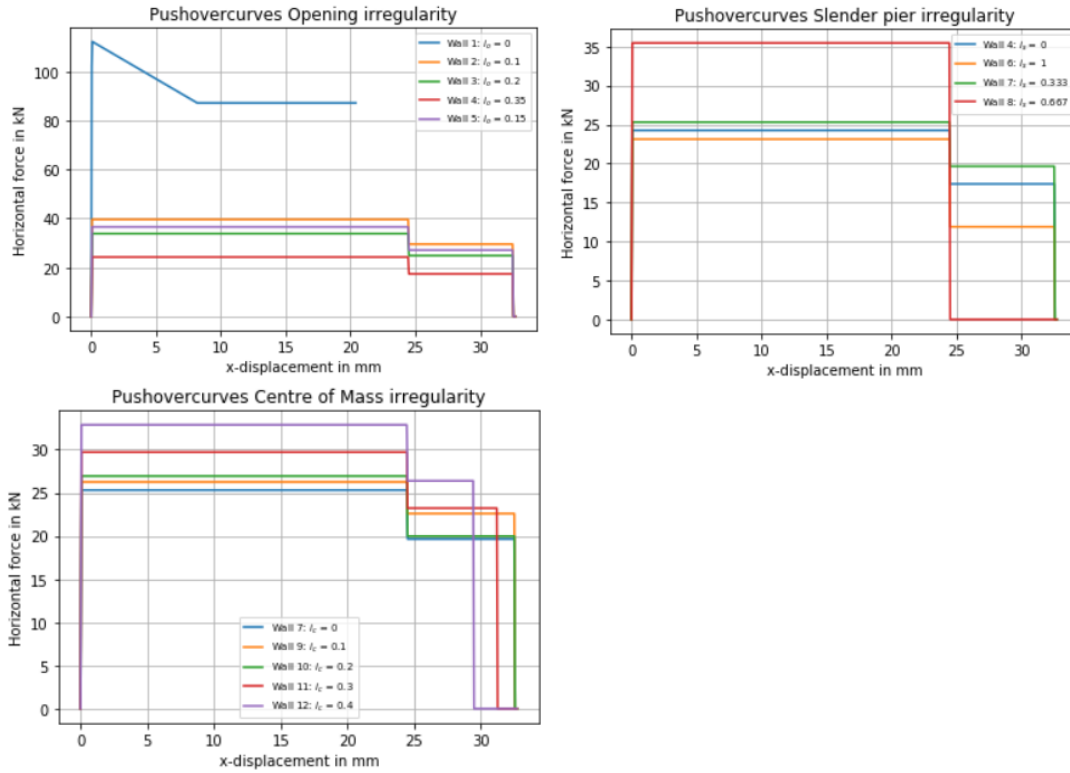 Pushovercurves Opening irregularity
Horizontal force in kN
100
80
60
40
20
0
0 5 10 15 20 25 30
x-displacement in mm
Wall 1: i_o = 0
Wall 2: i_o = 0.1
Wall 3: i_o = 0.2
Wall 4: i_o = 0.35
Wall 5: i_o = 0.15
Pushovercurves Slender pier irregularity
Horizontal force in kN
35
30
25
20
15
10
5
0
0 5 10 15 20 25 30
x-displacement in mm
Wall 4: i_s = 0
Wall 6: i_s = 1
Wall 7: i_s = 0.333
Wall 8: i_s = 0.667
Pushovercurves Centre of Mass irregularity
Horizontal force in kN
30
25
20
15
10
5
0
0 5 10 15 20 25 30
x-displacement in mm
Wall 7: i_c = 0
Wall 9: i_c = 0.1
Wall 10: i_c = 0.2
Wall 11: i_c = 0.3
Wall 12: i_c = 0.4